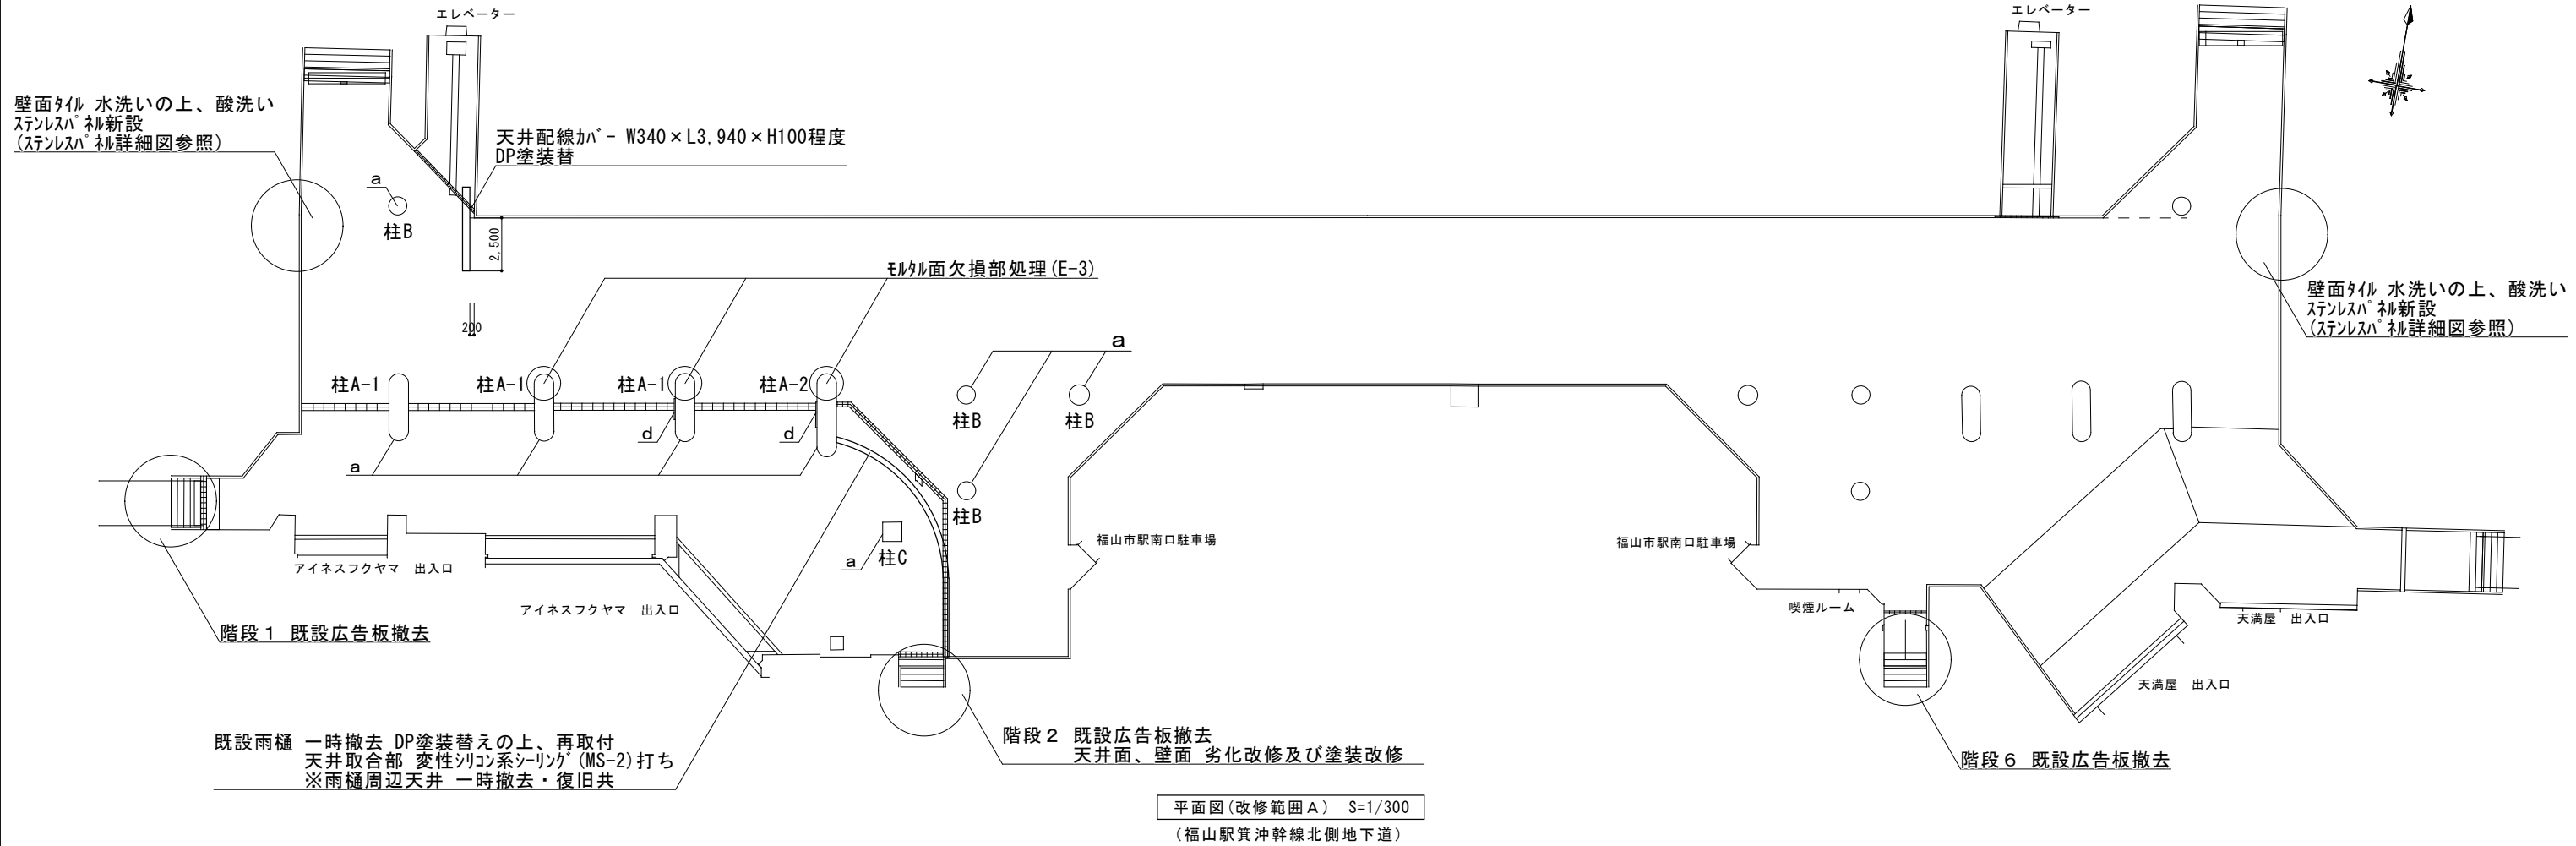 エレベーター
エレベーター
壁面ﾀｲﾙ 水洗いの上、酸洗い
ｽﾃﾝﾚｽﾊﾟﾈﾙ新設
(ｽﾃﾝﾚｽﾊﾟﾈﾙ詳細図参照)
天井配線ｶﾊﾞｰ W340×L3,940×H100程度
DP塗装替
a
柱B
2,500
200
ﾓﾙﾀﾙ面欠損部処理(E-3)
壁面ﾀｲﾙ 水洗いの上、酸洗い
ｽﾃﾝﾚｽﾊﾟﾈﾙ新設
(ｽﾃﾝﾚｽﾊﾟﾈﾙ詳細図参照)
a
柱A-1
柱A-1
柱A-1
柱A-2
柱B
柱B
d
d
a
柱B
a
柱C
福山市駅南口駐車場
福山市駅南口駐車場
アイネスフクヤマ 出入口
アイネスフクヤマ 出入口
喫煙ルーム
天満屋 出入口
天満屋 出入口
階段1 既設広告板撤去
既設雨樋 一時撤去 DP塗装替えの上、再取付
天井取合部 変性ｼﾘｺﾝ系ｼｰﾘﾝｸﾞ(MS-2)打ち
※雨樋周辺天井 一時撤去・復旧共
階段2 既設広告板撤去
天井面、壁面 劣化改修及び塗装改修
階段6 既設広告板撤去
平面図(改修範囲A) S=1/300
(福山駅箕沖幹線北側地下道)